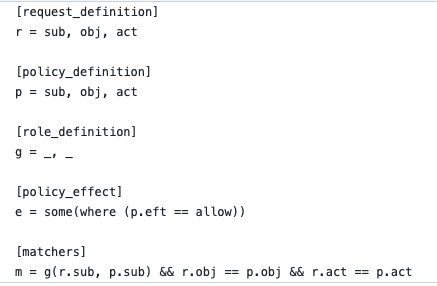 [request_definition]
r = sub, obj, act
[policy_definition]
p = sub, obj, act
[role_definition]
g = _, _
[policy_effect]
e = some(where (p.eft == allow))
[matchers]
m = g(r.sub, p.sub) && r.obj == p.obj && r.act == p.act